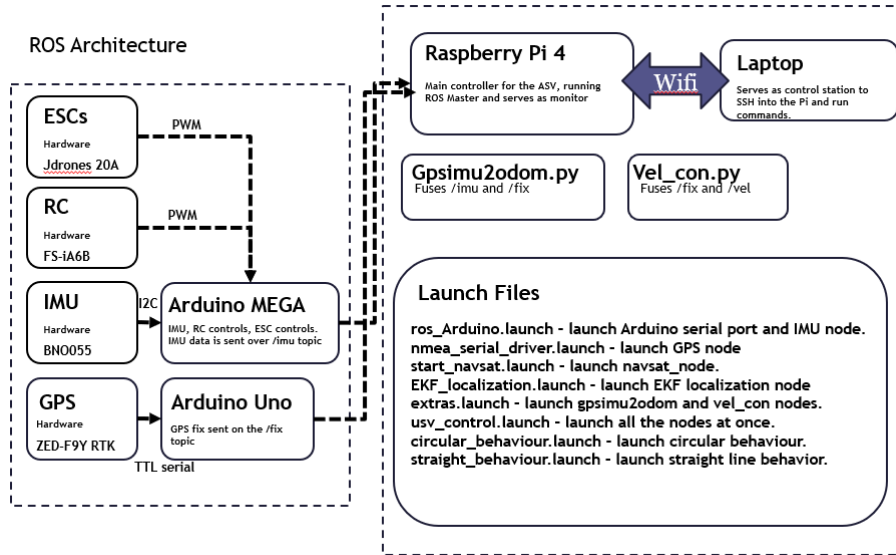 ROS Architecture
ESCs
Hardware
Jdrones 20A
PWM
RC
Hardware
FS-iA6B
PWM
IMU
Hardware
BNO055
I2C
Arduino MEGA
IMU, RC controls, ESC controls.
IMU data is sent over /imu topic
GPS
Hardware
ZED-F9Y RTK
TTL serial
Arduino Uno
GPS fix sent on the /fix
topic
Raspberry Pi 4
Main controller for the ASV, running
ROS Master and serves as monitor
Wifi
Laptop
Serves as control station to
SSH into the Pi and run
commands.
Gpsimu2odom.py
Fuses /imu and /fix
Vel_con.py
Fuses /fix and /vel
Launch Files
ros_Arduino.launch – launch Arduino serial port and IMU node.
nmea_serial_driver.launch – launch GPS node
start_navsat.launch – launch navsat_node.
EKF_localization.launch – launch EKF localization node
extras.launch – launch gpsimu2odom and vel_con nodes.
usv_control.launch – launch all the nodes at once.
circular_behaviour.launch – launch circular behaviour.
straight_behaviour.launch – launch straight line behavior.